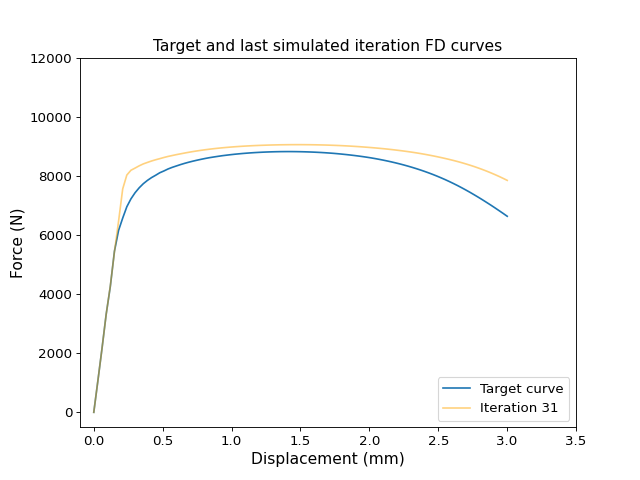 Target and last simulated iteration FD curves
12000
10000
8000
6000
4000
2000
0
Force (N)
0.0 0.5 1.0 1.5 2.0 2.5 3.0 3.5
Displacement (mm)
Target curve
Iteration 31